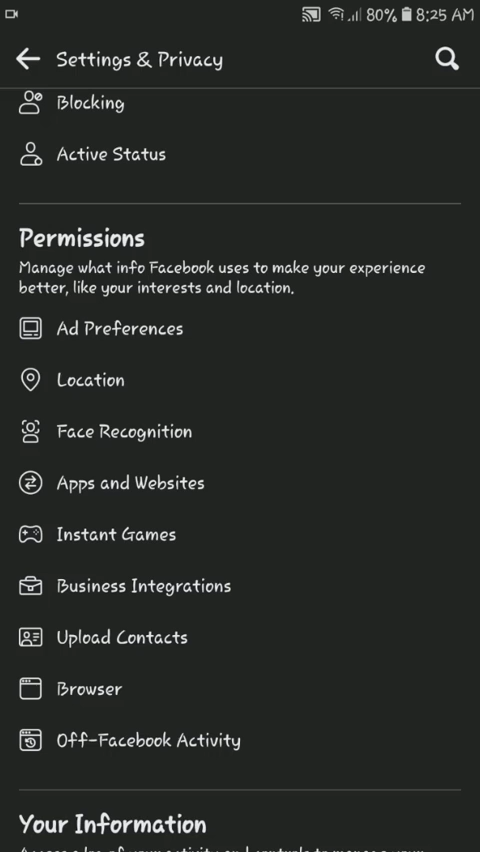 80% 8:25 AM
Settings & Privacy
Blocking
Active Status
Permissions
Manage what info Facebook uses to make your experience
better, like your interests and location.
Ad Preferences
Location
Face Recognition
Apps and Websites
Instant Games
Business Integrations
Upload Contacts
Browser
Off-Facebook Activity
Your Information